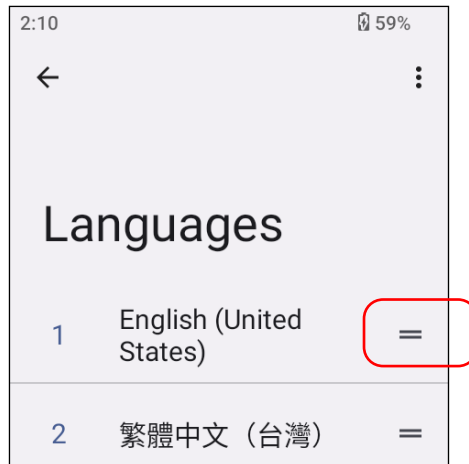 2:10 59%
Languages
1 English (United
States)
2 繁體中文（台灣）